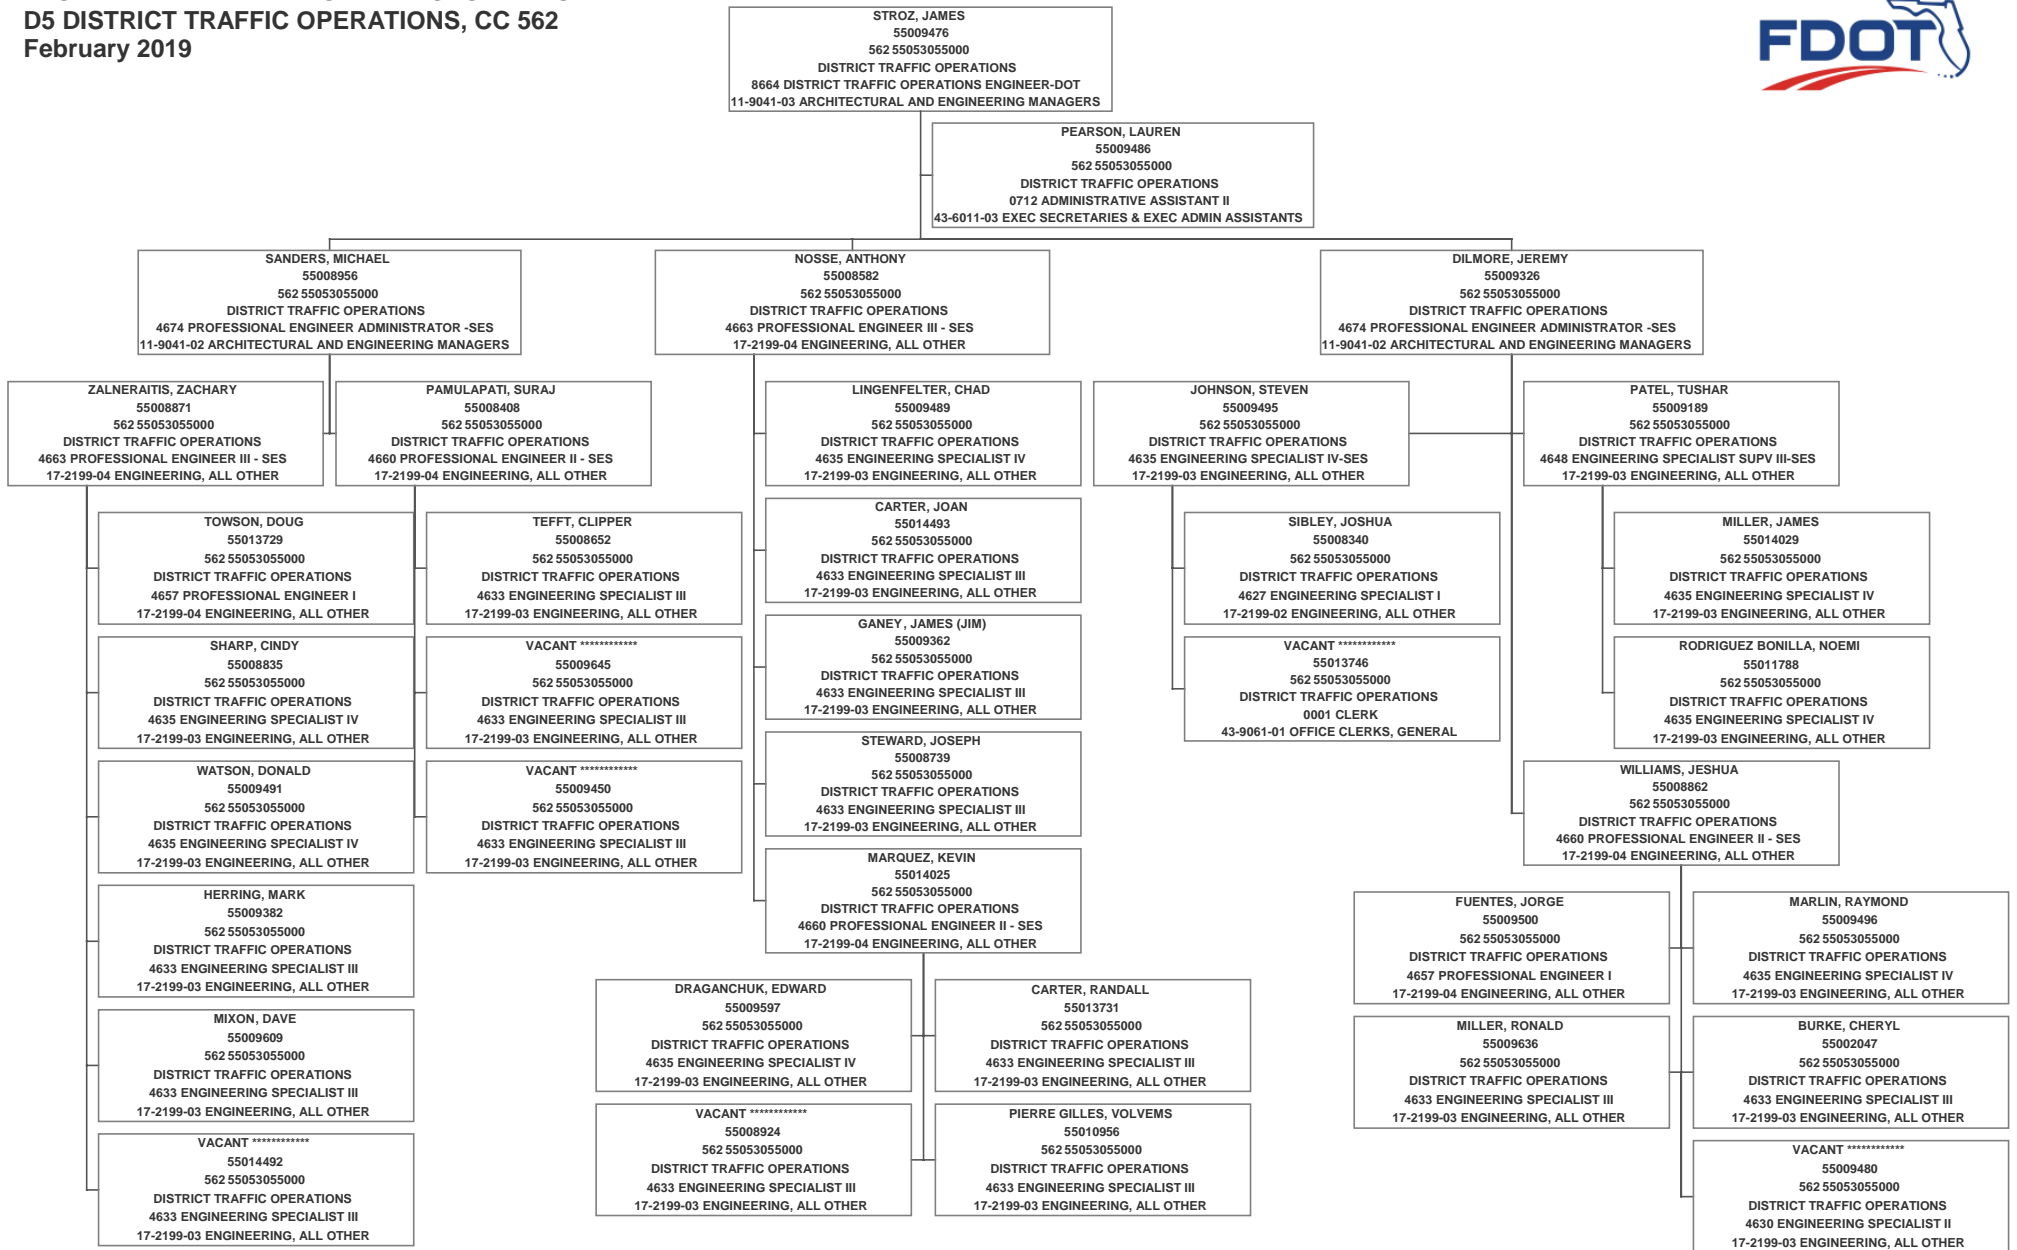 D5 DISTRICT TRAFFIC OPERATIONS, CC 562
February 2019
FDOT
STROZ, JAMES
55009476
562 55053055000
DISTRICT TRAFFIC OPERATIONS
8664 DISTRICT TRAFFIC OPERATIONS ENGINEER-DOT
11-9041-03 ARCHITECTURAL AND ENGINEERING MANAGERS
PEARSON, LAUREN
55009486
562 55053055000
DISTRICT TRAFFIC OPERATIONS
0712 ADMINISTRATIVE ASSISTANT II
43-6011-03 EXEC SECRETARIES & EXEC ADMIN ASSISTANTS
SANDERS, MICHAEL
55008956
562 55053055000
DISTRICT TRAFFIC OPERATIONS
4674 PROFESSIONAL ENGINEER ADMINISTRATOR -SES
11-9041-02 ARCHITECTURAL AND ENGINEERING MANAGERS
NOSSE, ANTHONY
55008582
562 55053055000
DISTRICT TRAFFIC OPERATIONS
4663 PROFESSIONAL ENGINEER III - SES
17-2199-04 ENGINEERING, ALL OTHER
DILMORE, JEREMY
55009326
562 55053055000
DISTRICT TRAFFIC OPERATIONS
4674 PROFESSIONAL ENGINEER ADMINISTRATOR -SES
11-9041-02 ARCHITECTURAL AND ENGINEERING MANAGERS
ZALNERAITIS, ZACHARY
55008871
562 55053055000
DISTRICT TRAFFIC OPERATIONS
4663 PROFESSIONAL ENGINEER III - SES
17-2199-04 ENGINEERING, ALL OTHER
PAMULAPATI, SURAJ
55008408
562 55053055000
DISTRICT TRAFFIC OPERATIONS
4660 PROFESSIONAL ENGINEER II - SES
17-2199-04 ENGINEERING, ALL OTHER
LINGENFELTER, CHAD
55009489
562 55053055000
DISTRICT TRAFFIC OPERATIONS
4635 ENGINEERING SPECIALIST IV
17-2199-03 ENGINEERING, ALL OTHER
JOHNSON, STEVEN
55009495
562 55053055000
DISTRICT TRAFFIC OPERATIONS
4635 ENGINEERING SPECIALIST IV-SES
17-2199-03 ENGINEERING, ALL OTHER
PATEL, TUSHAR
55009189
562 55053055000
DISTRICT TRAFFIC OPERATIONS
4648 ENGINEERING SPECIALIST SUPV III-SES
17-2199-03 ENGINEERING, ALL OTHER
TOWSON, DOUG
55013729
562 55053055000
DISTRICT TRAFFIC OPERATIONS
4657 PROFESSIONAL ENGINEER I
17-2199-04 ENGINEERING, ALL OTHER
TEFFT, CLIPPER
55008652
562 55053055000
DISTRICT TRAFFIC OPERATIONS
4633 ENGINEERING SPECIALIST III
17-2199-03 ENGINEERING, ALL OTHER
CARTER, JOAN
55014493
562 55053055000
DISTRICT TRAFFIC OPERATIONS
4633 ENGINEERING SPECIALIST III
17-2199-03 ENGINEERING, ALL OTHER
SIBLEY, JOSHUA
55008340
562 55053055000
DISTRICT TRAFFIC OPERATIONS
4627 ENGINEERING SPECIALIST I
17-2199-02 ENGINEERING, ALL OTHER
MILLER, JAMES
55014029
562 55053055000
DISTRICT TRAFFIC OPERATIONS
4635 ENGINEERING SPECIALIST IV
17-2199-03 ENGINEERING, ALL OTHER
SHARP, CINDY
55008835
562 55053055000
DISTRICT TRAFFIC OPERATIONS
4635 ENGINEERING SPECIALIST IV
17-2199-03 ENGINEERING, ALL OTHER
VACANT ************
55009645
562 55053055000
DISTRICT TRAFFIC OPERATIONS
4633 ENGINEERING SPECIALIST III
17-2199-03 ENGINEERING, ALL OTHER
GANEY, JAMES (JIM)
55009362
562 55053055000
DISTRICT TRAFFIC OPERATIONS
4633 ENGINEERING SPECIALIST III
17-2199-03 ENGINEERING, ALL OTHER
VACANT ************
55013746
562 55053055000
DISTRICT TRAFFIC OPERATIONS
0001 CLERK
43-9061-01 OFFICE CLERKS, GENERAL
RODRIGUEZ BONILLA, NOEMI
55011788
562 55053055000
DISTRICT TRAFFIC OPERATIONS
4635 ENGINEERING SPECIALIST IV
17-2199-03 ENGINEERING, ALL OTHER
WATSON, DONALD
55009491
562 55053055000
DISTRICT TRAFFIC OPERATIONS
4635 ENGINEERING SPECIALIST IV
17-2199-03 ENGINEERING, ALL OTHER
VACANT ************
55009450
562 55053055000
DISTRICT TRAFFIC OPERATIONS
4633 ENGINEERING SPECIALIST III
17-2199-03 ENGINEERING, ALL OTHER
STEWARD, JOSEPH
55008739
562 55053055000
DISTRICT TRAFFIC OPERATIONS
4633 ENGINEERING SPECIALIST III
17-2199-03 ENGINEERING, ALL OTHER
WILLIAMS, JESHUA
55008862
562 55053055000
DISTRICT TRAFFIC OPERATIONS
4660 PROFESSIONAL ENGINEER II - SES
17-2199-04 ENGINEERING, ALL OTHER
HERRING, MARK
55009382
562 55053055000
DISTRICT TRAFFIC OPERATIONS
4633 ENGINEERING SPECIALIST III
17-2199-03 ENGINEERING, ALL OTHER
MARQUEZ, KEVIN
55014025
562 55053055000
DISTRICT TRAFFIC OPERATIONS
4660 PROFESSIONAL ENGINEER II - SES
17-2199-04 ENGINEERING, ALL OTHER
FUENTES, JORGE
55009500
562 55053055000
DISTRICT TRAFFIC OPERATIONS
4657 PROFESSIONAL ENGINEER I
17-2199-04 ENGINEERING, ALL OTHER
MARLIN, RAYMOND
55009496
562 55053055000
DISTRICT TRAFFIC OPERATIONS
4635 ENGINEERING SPECIALIST IV
17-2199-03 ENGINEERING, ALL OTHER
MIXON, DAVE
55009609
562 55053055000
DISTRICT TRAFFIC OPERATIONS
4633 ENGINEERING SPECIALIST III
17-2199-03 ENGINEERING, ALL OTHER
DRAGANCHUK, EDWARD
55009597
562 55053055000
DISTRICT TRAFFIC OPERATIONS
4635 ENGINEERING SPECIALIST IV
17-2199-03 ENGINEERING, ALL OTHER
CARTER, RANDALL
55013731
562 55053055000
DISTRICT TRAFFIC OPERATIONS
4633 ENGINEERING SPECIALIST III
17-2199-03 ENGINEERING, ALL OTHER
MILLER, RONALD
55009636
562 55053055000
DISTRICT TRAFFIC OPERATIONS
4633 ENGINEERING SPECIALIST III
17-2199-03 ENGINEERING, ALL OTHER
BURKE, CHERYL
55002047
562 55053055000
DISTRICT TRAFFIC OPERATIONS
4633 ENGINEERING SPECIALIST III
17-2199-03 ENGINEERING, ALL OTHER
VACANT ************
55014492
562 55053055000
DISTRICT TRAFFIC OPERATIONS
4633 ENGINEERING SPECIALIST III
17-2199-03 ENGINEERING, ALL OTHER
VACANT ************
55008924
562 55053055000
DISTRICT TRAFFIC OPERATIONS
4633 ENGINEERING SPECIALIST III
17-2199-03 ENGINEERING, ALL OTHER
PIERRE GILLES, VOLVEMS
55010956
562 55053055000
DISTRICT TRAFFIC OPERATIONS
4633 ENGINEERING SPECIALIST III
17-2199-03 ENGINEERING, ALL OTHER
VACANT ************
55009480
562 55053055000
DISTRICT TRAFFIC OPERATIONS
4630 ENGINEERING SPECIALIST II
17-2199-03 ENGINEERING, ALL OTHER